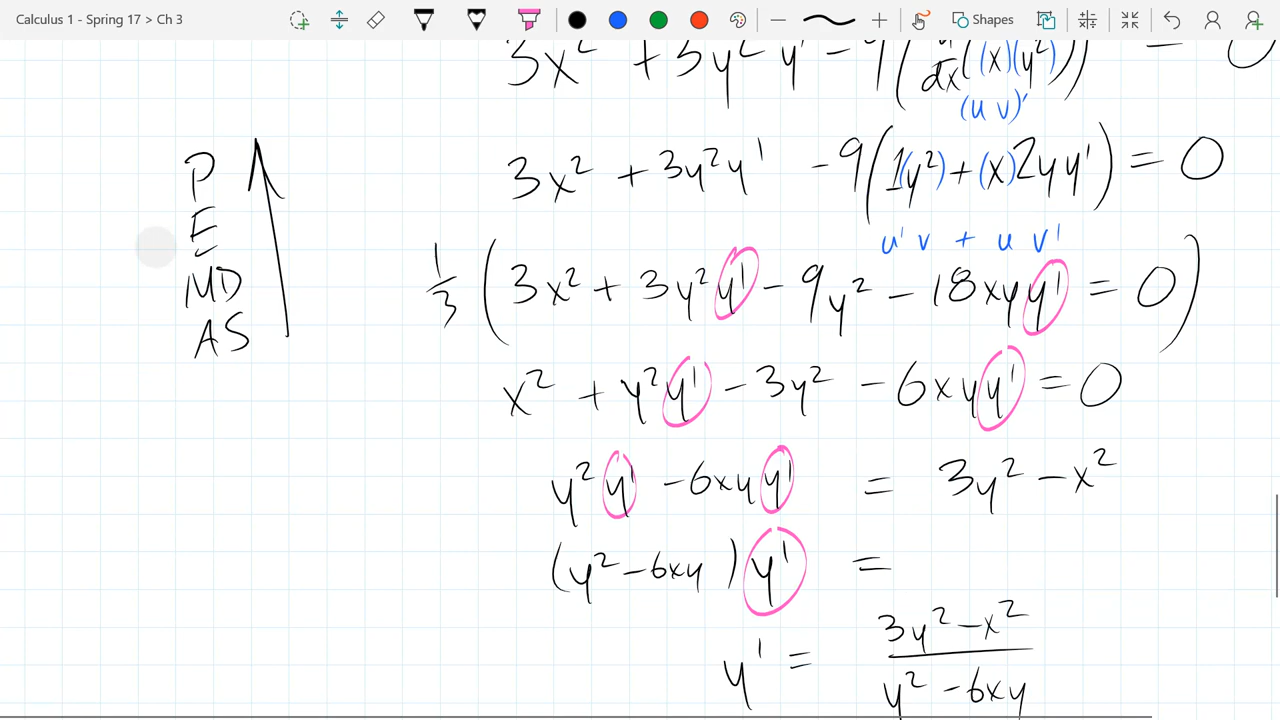 Calculus 1 - Spring 17 > Ch 3
Shapes
3x² + 3y² y' - 9(d/dx((x)(y²))) = 0
(u v)'
3x² + 3y²y' - 9(1(y²) + (x)2yy') = 0
u'v + u v'
1/3 (3x² + 3y²y' - 9y² - 18xyy' = 0)
x² + y²y' - 3y² - 6xyy' = 0
y²y' - 6xyy' = 3y² - x²
(y² - 6xy )y' =
y' = (3y² - x²)/(y² - 6xy)
P
E
MD
AS